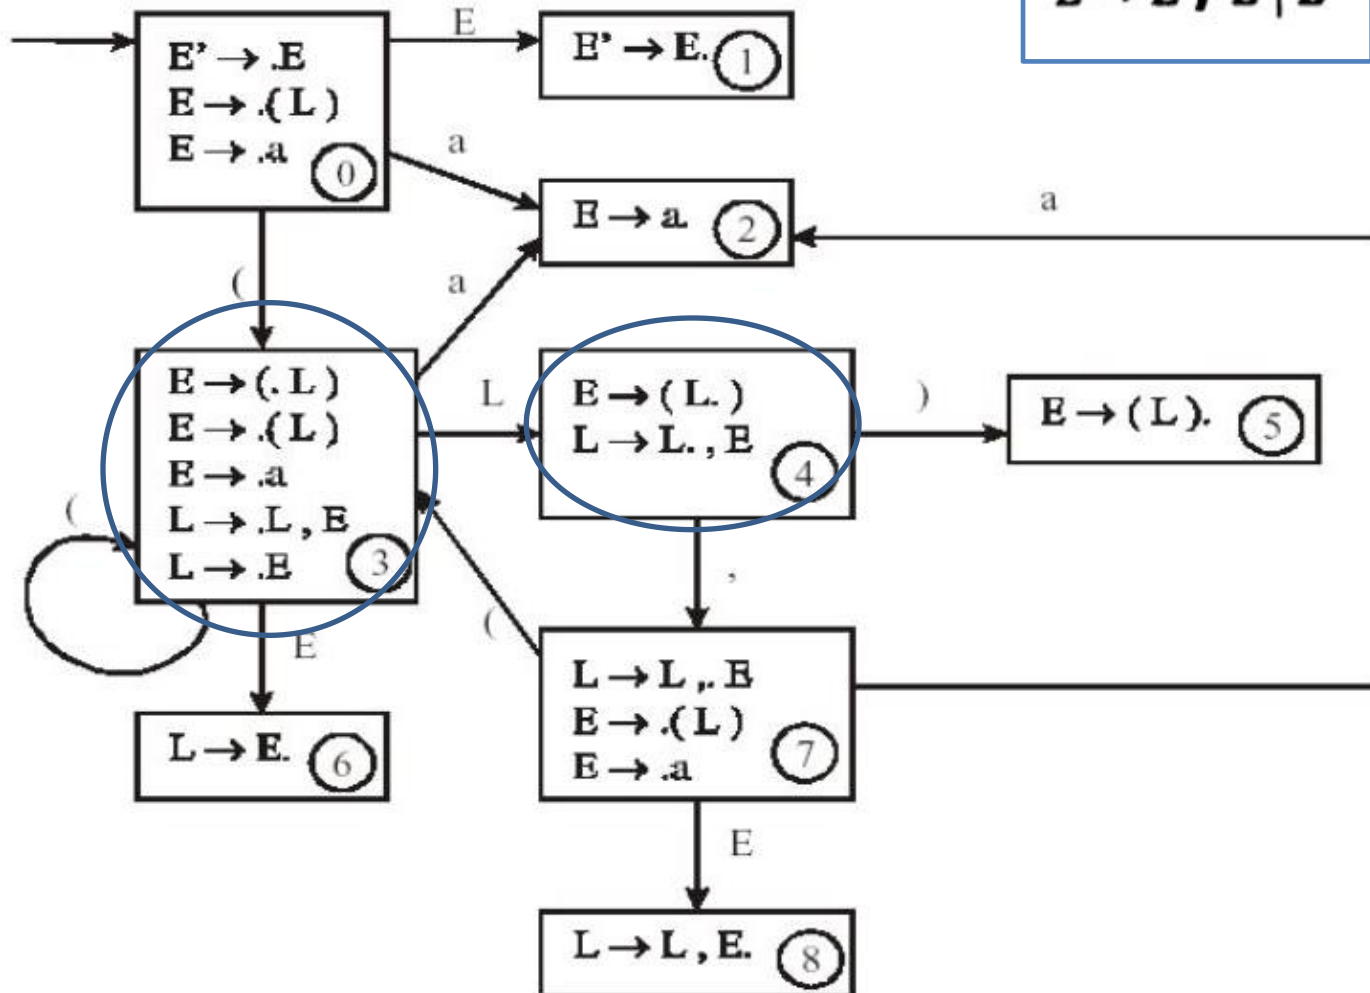 E
E' → .E
E → .( L )
E → .a
0
E' → E.
1
a
E → a.
2
a
(
a
E → (. L )
E → .( L )
E → .a
L → .L , E
L → .E
3
L
E → ( L. )
L → L. , E
4
)
E → ( L ).
5
(
,
(
E
L → L ,. E
E → .( L )
E → .a
7
L → E.
6
E
L → L , E.
8